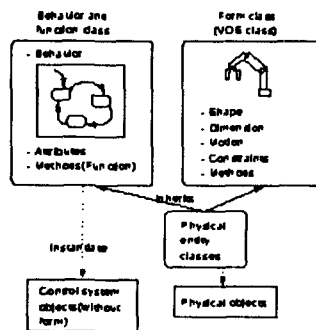 Behavior and
function class
- Behavior
- Attributes
- Methods(Function)
Form class
(VOB class)
- Shape
- Dimension
- Motion
- Constraints
- Methods
Inherits
Physical
entity
classes
Instantiate
Control system
objects(without
form)
Physical objects